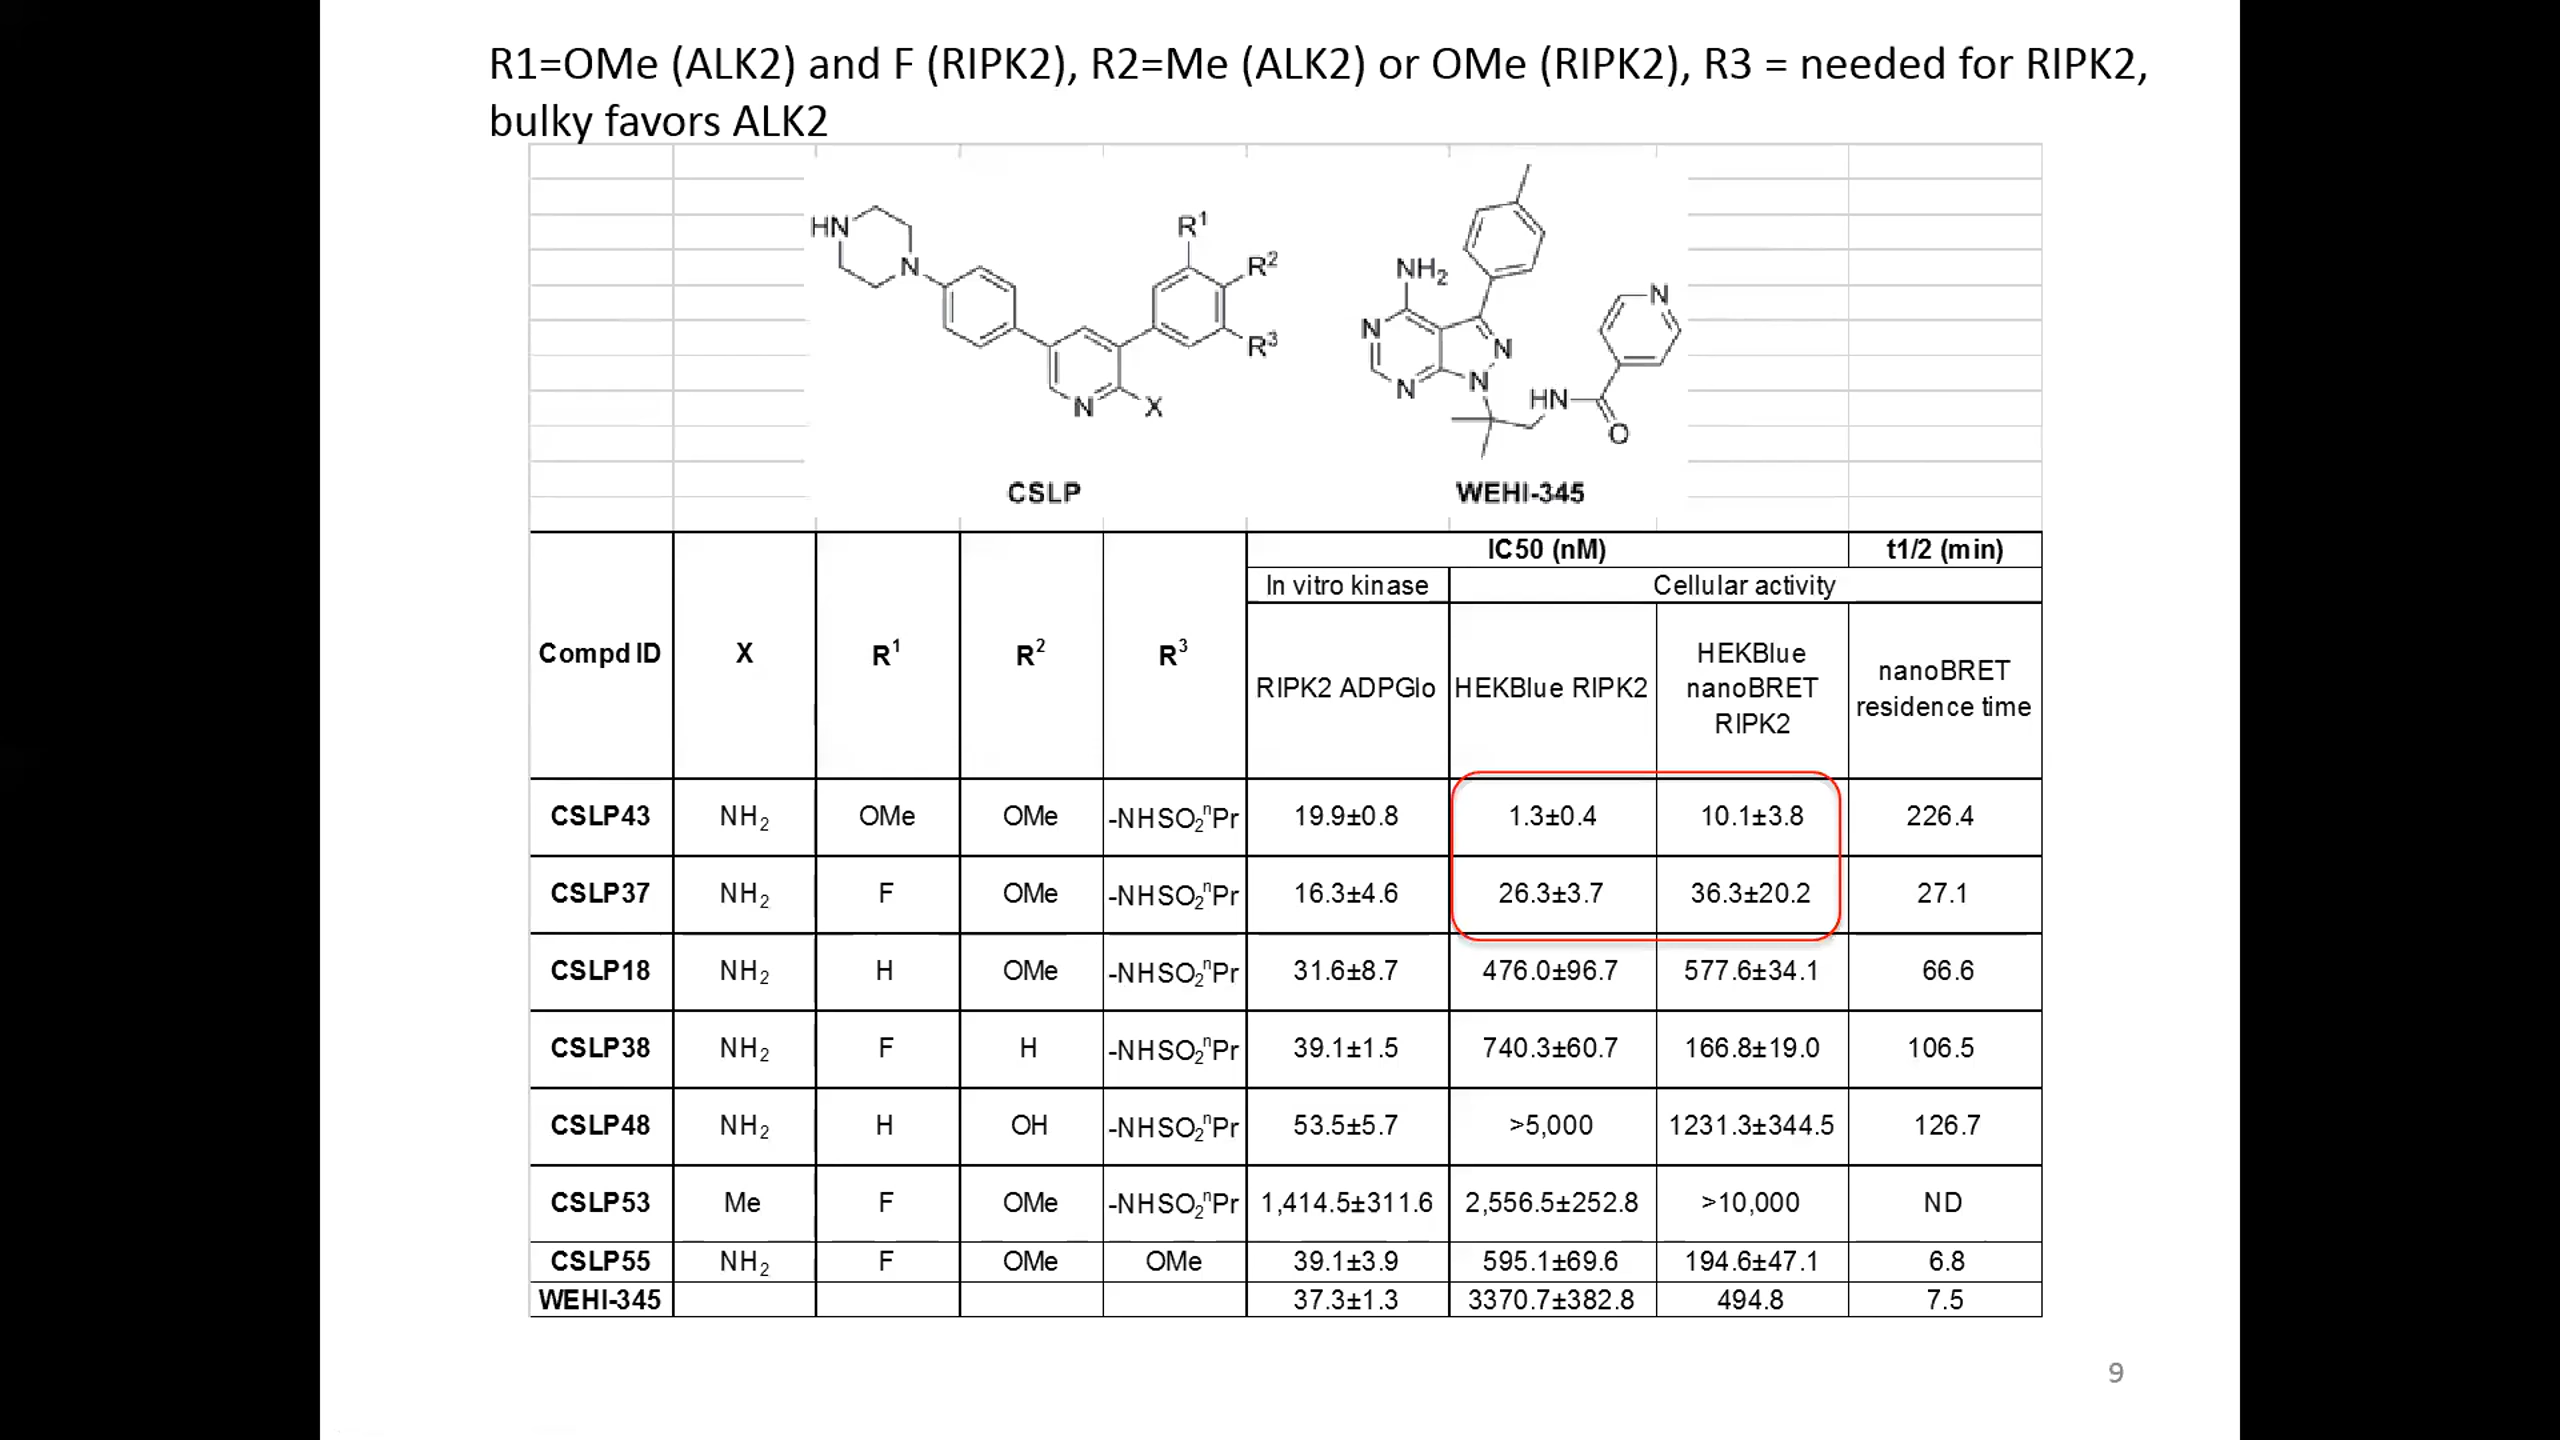 R1=OMe (ALK2) and F (RIPK2), R2=Me (ALK2) or OMe (RIPK2), R3 = needed for RIPK2,
bulky favors ALK2
HN
N
N
X
R¹
R²
R³
CSLP
NH₂
N
N
N
N
HN
O
N
WEHI-345
IC50 (nM) t1/2 (min)
In vitro kinase Cellular activity
Compd ID X R¹ R² R³ RIPK2 ADPGlo HEKBlue RIPK2 HEKBlue nanoBRET RIPK2 nanoBRET residence time
CSLP43 NH₂ OMe OMe -NHSO₂ⁿPr 19.9±0.8 1.3±0.4 10.1±3.8 226.4
CSLP37 NH₂ F OMe -NHSO₂ⁿPr 16.3±4.6 26.3±3.7 36.3±20.2 27.1
CSLP18 NH₂ H OMe -NHSO₂ⁿPr 31.6±8.7 476.0±96.7 577.6±34.1 66.6
CSLP38 NH₂ F H -NHSO₂ⁿPr 39.1±1.5 740.3±60.7 166.8±19.0 106.5
CSLP48 NH₂ H OH -NHSO₂ⁿPr 53.5±5.7 >5,000 1231.3±344.5 126.7
CSLP53 Me F OMe -NHSO₂ⁿPr 1,414.5±311.6 2,556.5±252.8 >10,000 ND
CSLP55 NH₂ F OMe OMe 39.1±3.9 595.1±69.6 194.6±47.1 6.8
WEHI-345 37.3±1.3 3370.7±382.8 494.8 7.5
9